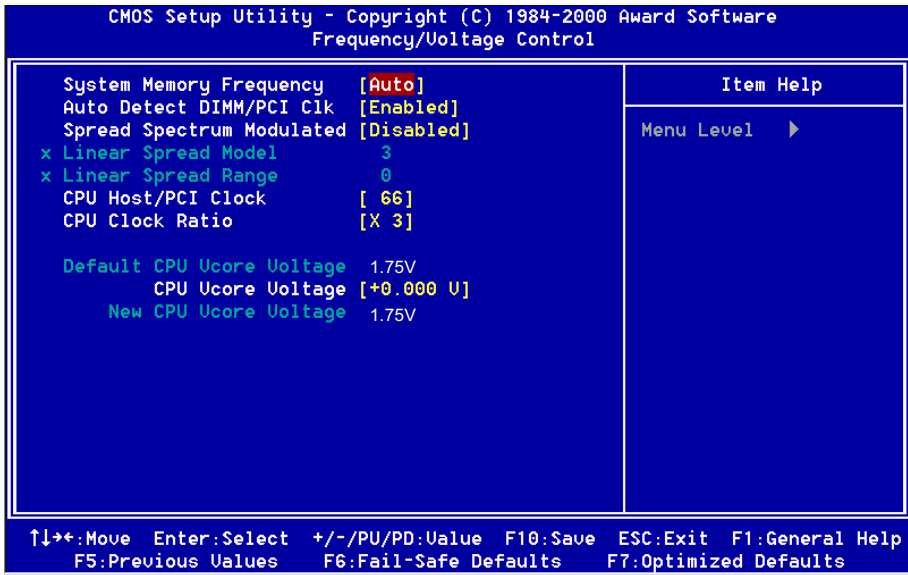 CMOS Setup Utility - Copyright (C) 1984-2000 Award Software
Frequency/Voltage Control
System Memory Frequency [Auto]
Auto Detect DIMM/PCI Clk [Enabled]
Spread Spectrum Modulated [Disabled]
x Linear Spread Model 3
x Linear Spread Range 0
CPU Host/PCI Clock [ 66]
CPU Clock Ratio [X 3]
Default CPU Vcore Voltage 1.75V
CPU Vcore Voltage [+0.000 V]
New CPU Vcore Voltage 1.75V
Item Help
Menu Level ▶
↑↓→←:Move Enter:Select +/-/PU/PD:Value F10:Save ESC:Exit F1:General Help
F5:Previous Values F6:Fail-Safe Defaults F7:Optimized Defaults